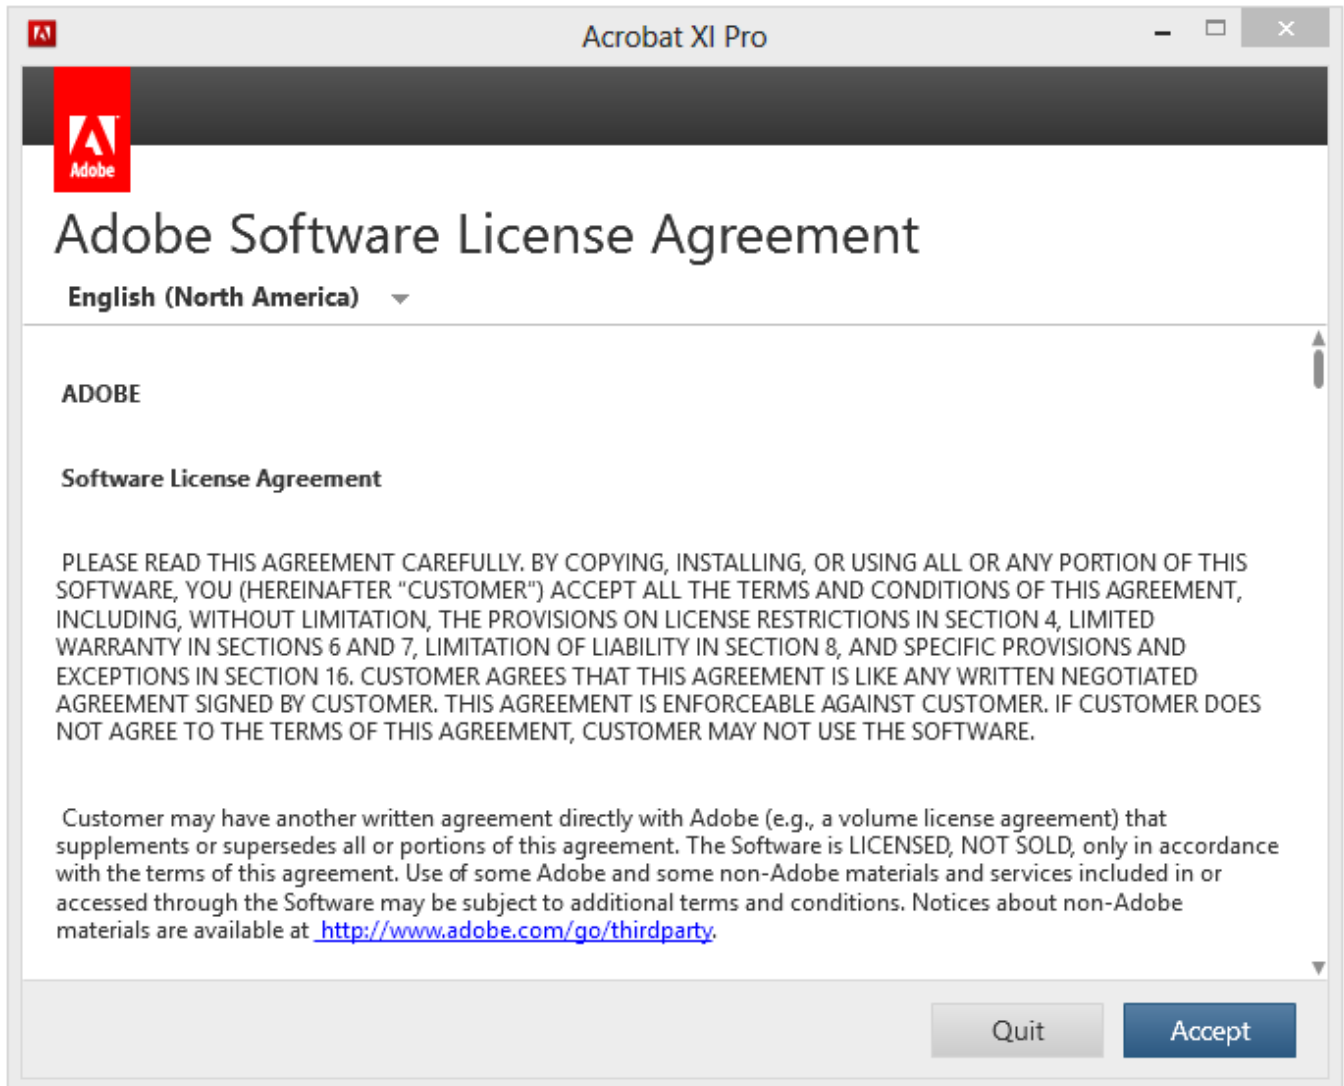 Acrobat XI Pro
Adobe
Adobe Software License Agreement
English (North America)
ADOBE
Software License Agreement
PLEASE READ THIS AGREEMENT CAREFULLY. BY COPYING, INSTALLING, OR USING ALL OR ANY PORTION OF THIS
SOFTWARE, YOU (HEREINAFTER “CUSTOMER”) ACCEPT ALL THE TERMS AND CONDITIONS OF THIS AGREEMENT,
INCLUDING, WITHOUT LIMITATION, THE PROVISIONS ON LICENSE RESTRICTIONS IN SECTION 4, LIMITED
WARRANTY IN SECTIONS 6 AND 7, LIMITATION OF LIABILITY IN SECTION 8, AND SPECIFIC PROVISIONS AND
EXCEPTIONS IN SECTION 16. CUSTOMER AGREES THAT THIS AGREEMENT IS LIKE ANY WRITTEN NEGOTIATED
AGREEMENT SIGNED BY CUSTOMER. THIS AGREEMENT IS ENFORCEABLE AGAINST CUSTOMER. IF CUSTOMER DOES
NOT AGREE TO THE TERMS OF THIS AGREEMENT, CUSTOMER MAY NOT USE THE SOFTWARE.
Customer may have another written agreement directly with Adobe (e.g., a volume license agreement) that
supplements or supersedes all or portions of this agreement. The Software is LICENSED, NOT SOLD, only in accordance
with the terms of this agreement. Use of some Adobe and some non-Adobe materials and services included in or
accessed through the Software may be subject to additional terms and conditions. Notices about non-Adobe
materials are available at http://www.adobe.com/go/thirdparty.
Quit
Accept